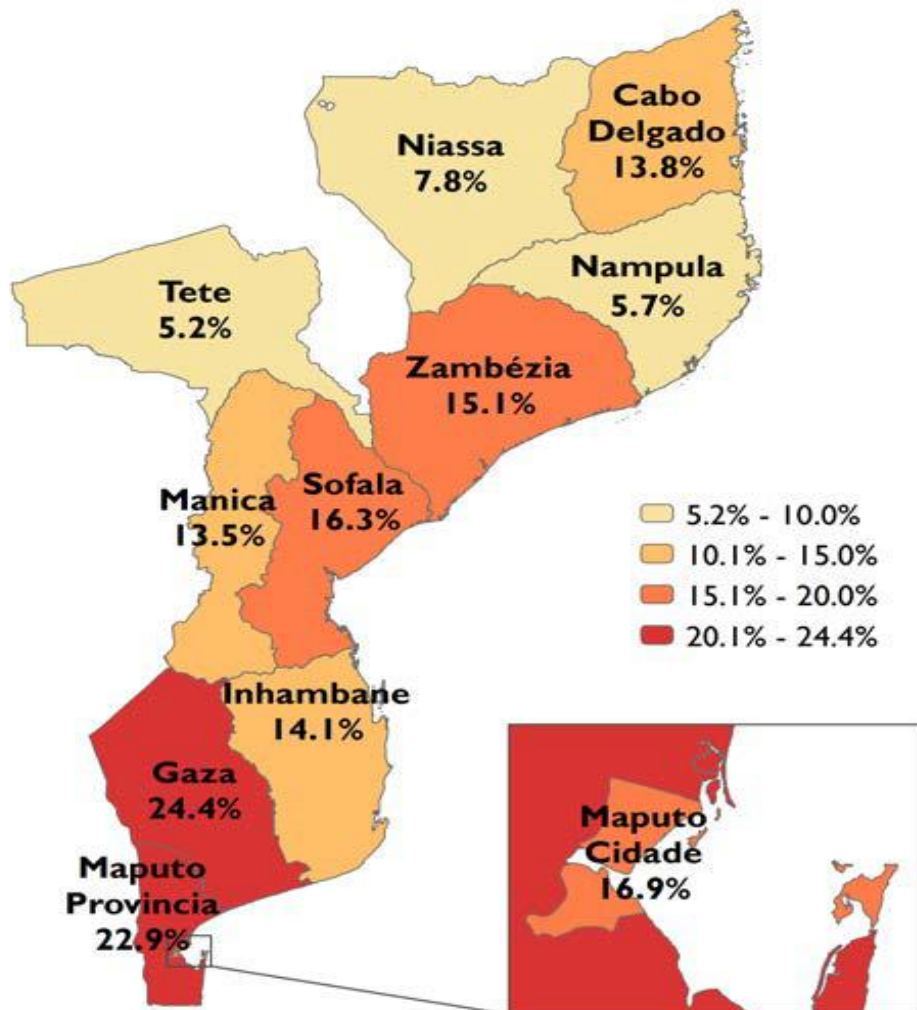 Cabo
Delgado
13.8%
Niassa
7.8%
Nampula
5.7%
Tete
5.2%
Zambézia
15.1%
Sofala
16.3%
Manica
13.5%
5.2% - 10.0%
10.1% - 15.0%
15.1% - 20.0%
20.1% - 24.4%
Inhambane
14.1%
Gaza
24.4%
Maputo
Provincia
22.9%
Maputo
Cidade
16.9%